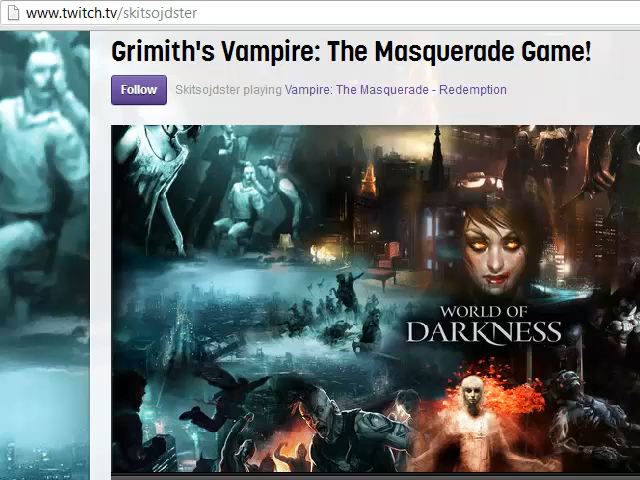 www.twitch.tv/skitsojdster
Grimith's Vampire: The Masquerade Game!
Follow
Skitsojdster playing Vampire: The Masquerade - Redemption
WORLD OF
DARKNESS